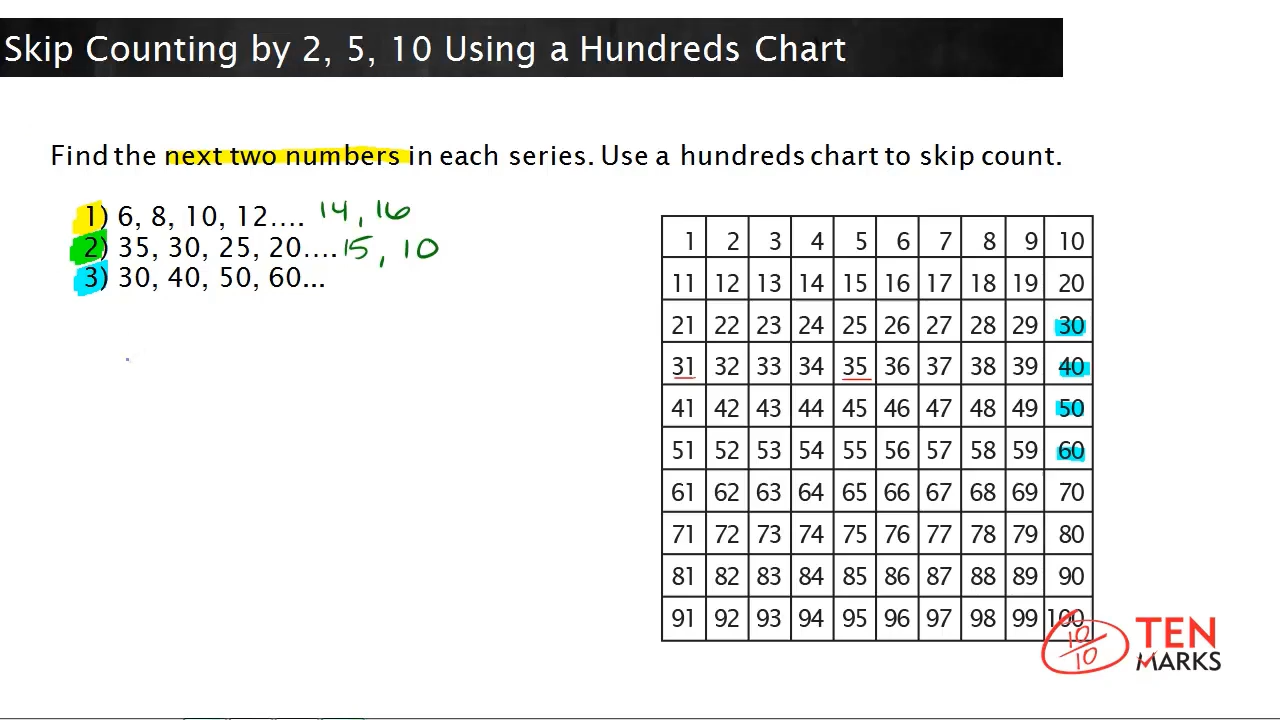 Skip Counting by 2, 5, 10 Using a Hundreds Chart
Find the next two numbers in each series. Use a hundreds chart to skip count.
1) 6, 8, 10, 12.... 14, 16
2) 35, 30, 25, 20.... 15, 10
3) 30, 40, 50, 60...
1 2 3 4 5 6 7 8 9 10
11 12 13 14 15 16 17 18 19 20
21 22 23 24 25 26 27 28 29 30
31 32 33 34 35 36 37 38 39 40
41 42 43 44 45 46 47 48 49 50
51 52 53 54 55 56 57 58 59 60
61 62 63 64 65 66 67 68 69 70
71 72 73 74 75 76 77 78 79 80
81 82 83 84 85 86 87 88 89 90
91 92 93 94 95 96 97 98 99 100
10
10
TEN
MARKS